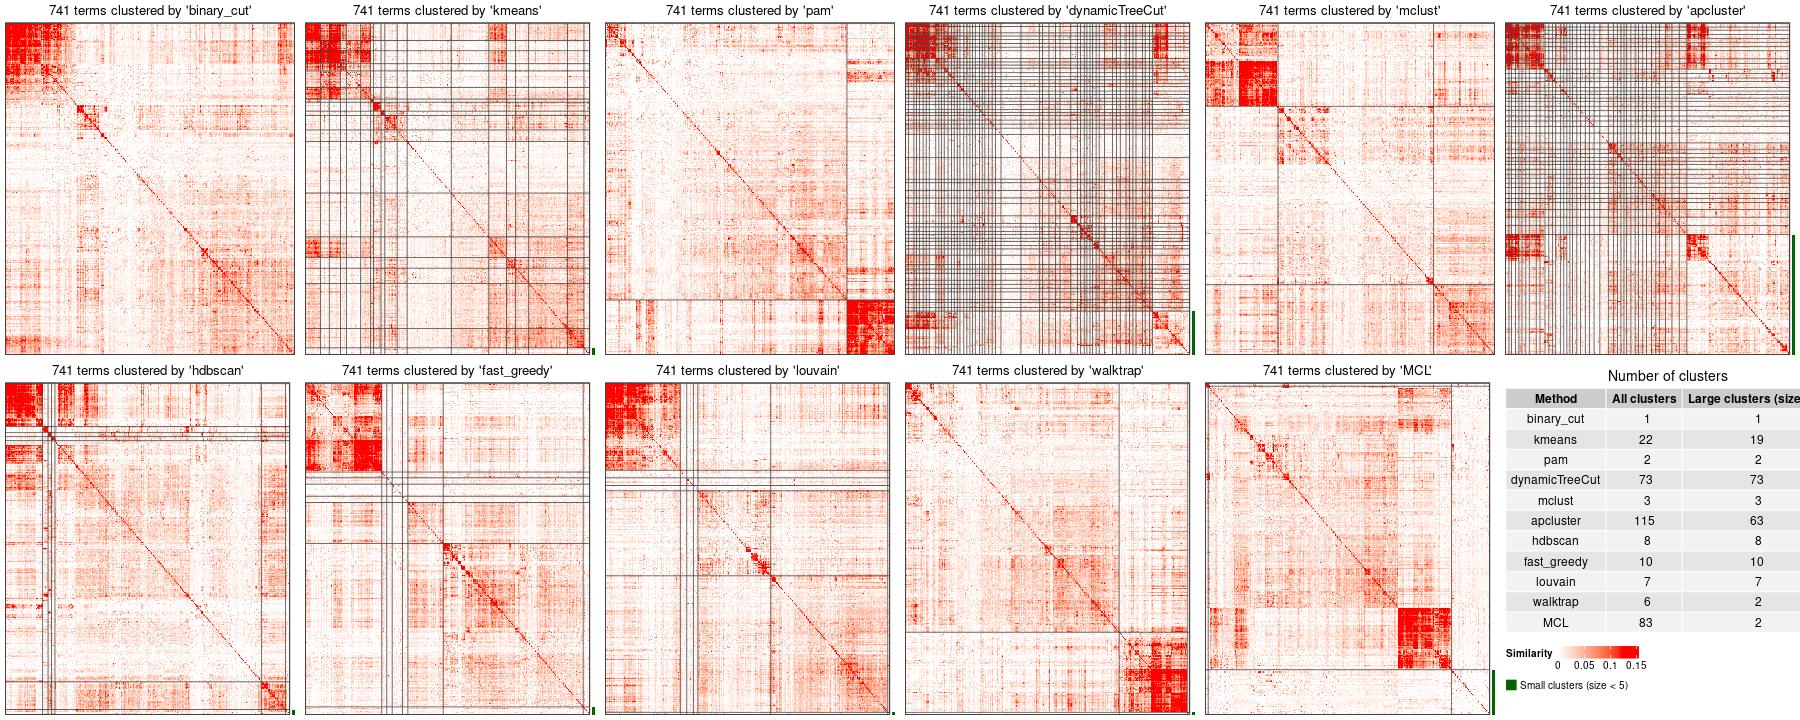 741 terms clustered by 'binary_cut'
741 terms clustered by 'kmeans'
741 terms clustered by 'pam'
741 terms clustered by 'dynamicTreeCut'
741 terms clustered by 'mclust'
741 terms clustered by 'apcluster'
741 terms clustered by 'hdbscan'
741 terms clustered by 'fast_greedy'
741 terms clustered by 'louvain'
741 terms clustered by 'walktrap'
741 terms clustered by 'MCL'
Number of clusters
Method All clusters Large clusters (size
binary_cut 1 1
kmeans 22 19
pam 2 2
dynamicTreeCut 73 73
mclust 3 3
apcluster 115 63
hdbscan 8 8
fast_greedy 10 10
louvain 7 7
walktrap 6 2
MCL 83 2
Similarity
0 0.05 0.1 0.15
Small clusters (size < 5)